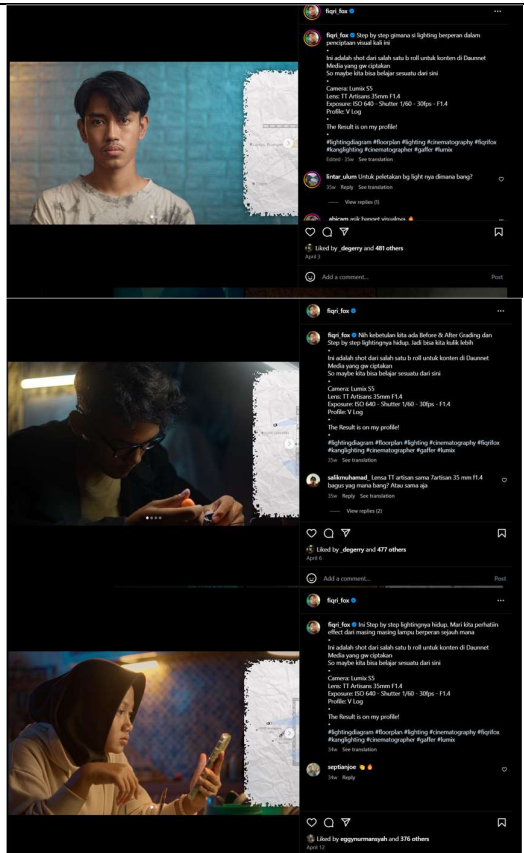 fiqri_fox
fiqri_fox Step by step gimana si lighting berperan dalam
penciptaan visual kali ini
•
Ini adalah shot dari salah satu b roll untuk konten di Daunnet
Media yang gw ciptakan
So maybe kita bisa belajar sesuatu dari sini
•
Camera: Lumix S5
Lens: TT Artisans 35mm F1.4
Exposure: ISO 640 - Shutter 1/60 - 30fps - F1.4
Profile: V Log
•
The Result is on my profile!
•
#lightingdiagram #floorplan #lighting #cinematography #fiqrifox
#kanglighting #cinematographer #gaffer #lumix
Edited · 35w See translation
lintar_ulum Untuk peletakan bg light nya dimana bang?
35w Reply See translation
View replies (1)
abicam asik banget visualnya
Liked by _degerry and 481 others
April 3
Add a comment...
Post
fiqri_fox
fiqri_fox Nih kebetulan kita ada Before & After Grading dan
Step by step lightingnya hidup. Jadi bisa kita kulik lebih
•
Ini adalah shot dari salah satu b roll untuk konten di Daunnet
Media yang gw ciptakan
So maybe kita bisa belajar sesuatu dari sini
•
Camera: Lumix S5
Lens: TT Artisans 35mm F1.4
Exposure: ISO 640 - Shutter 1/60 - 30fps - F1.4
Profile: V Log
•
The Result is on my profile!
•
#lightingdiagram #floorplan #lighting #cinematography #fiqrifox
#kanglighting #cinematographer #gaffer #lumix
35w See translation
salikmuhamad_ Lensa TT artisan sama 7artisan 35 mm f1.4
bagus yag mana bang? Atau sama aja
35w Reply See translation
View replies (2)
Liked by _degerry and 477 others
April 6
Add a comment...
Post
fiqri_fox
fiqri_fox Ini Step by step lightingnya hidup. Mari kita perhatiin
effect dari masing masing lampu berperan sejauh mana
•
Ini adalah shot dari salah satu b roll untuk konten di Daunnet
Media yang gw ciptakan
So maybe kita bisa belajar sesuatu dari sini
•
Camera: Lumix S5
Lens: TT Artisans 35mm F1.4
Exposure: ISO 640 - Shutter 1/60 - 30fps - F1.4
Profile: V Log
•
The Result is on my profile!
•
#lightingdiagram #floorplan #lighting #cinematography #fiqrifox
#kanglighting #cinematographer #gaffer #lumix
34w See translation
septianjoe
34w Reply
Liked by eggynurmansyah and 376 others
April 12